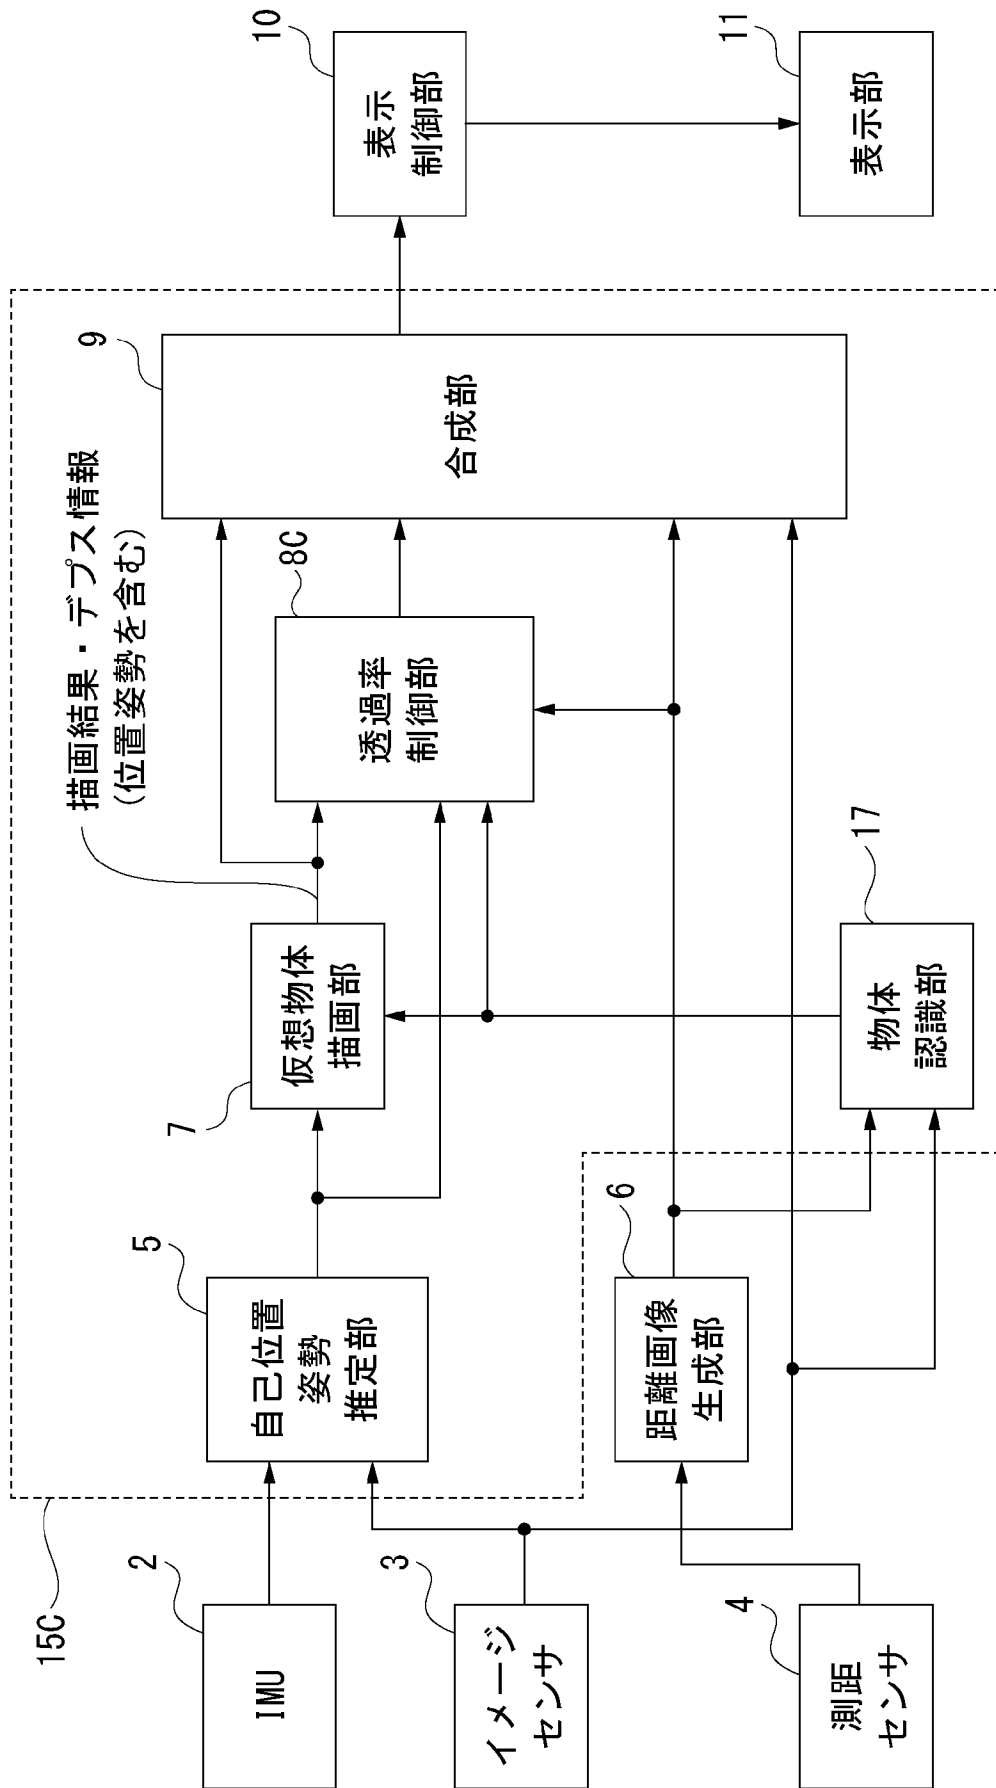 15C
2
IMU
3
イメージ
センサ
4
測距
センサ
5
自己位置
姿勢
推定部
6
距離画像
生成部
7
仮想物体
描画部
描画結果・デプス情報
(位置姿勢を含む)
17
物体
認識部
8C
透過率
制御部
9
合成部
10
表示
制御部
11
表示部